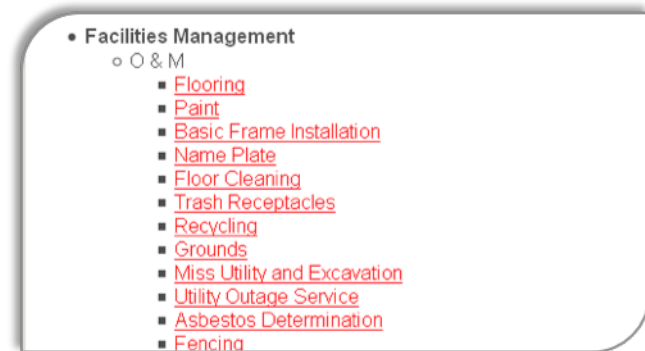 Facilities Management
O & M
Flooring
Paint
Basic Frame Installation
Name Plate
Floor Cleaning
Trash Receptacles
Recycling
Grounds
Miss Utility and Excavation
Utility Outage Service
Asbestos Determination
Fencing